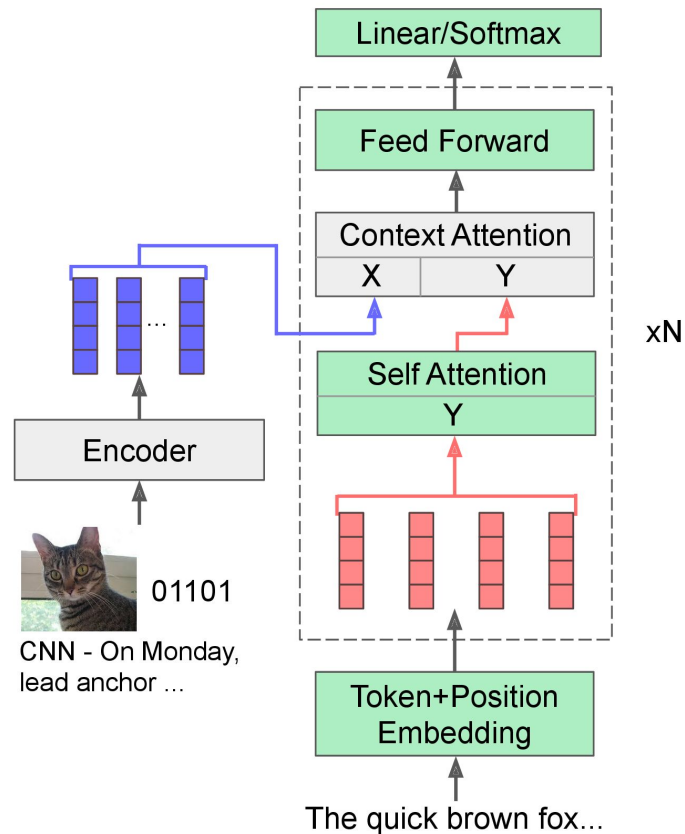 Linear/Softmax
Feed Forward
Context Attention
X Y
xN
Self Attention
Y
...
Encoder
01101
CNN - On Monday,
lead anchor ...
Token+Position
Embedding
The quick brown fox...